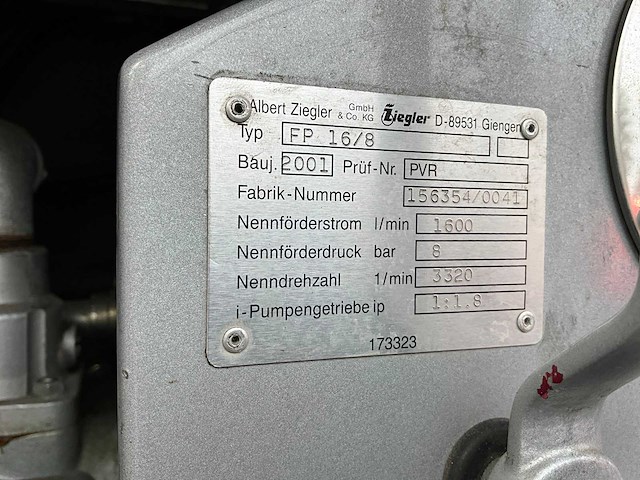 Albert Ziegler GmbH & Co. KG Ziegler D-89531 Giengen
Typ FP 16/8
Bauj. 2001 Prüf-Nr. PVR
Fabrik-Nummer 156354/0041
Nennförderstrom l/min 1600
Nennförderdruck bar 8
Nenndrehzahl 1/min 3320
i-Pumpengetriebe ip 1:1.8
173323